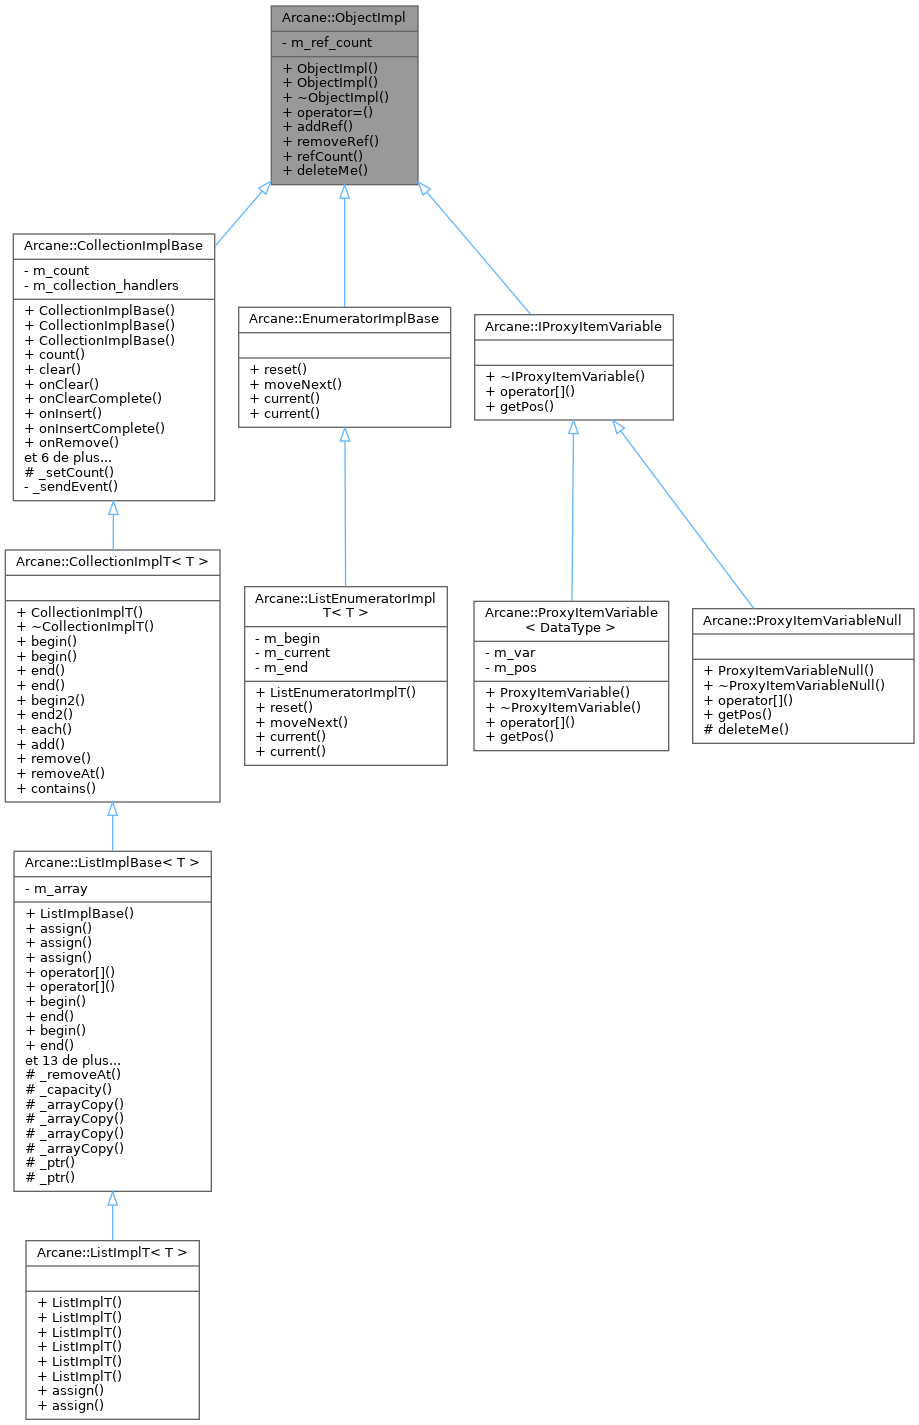 Arcane::ObjectImpl
- m_ref_count
+ ObjectImpl()
+ ObjectImpl()
+ ~ObjectImpl()
+ operator=()
+ addRef()
+ removeRef()
+ refCount()
+ deleteMe()
Arcane::CollectionImplBase
- m_count
- m_collection_handlers
+ CollectionImplBase()
+ CollectionImplBase()
+ CollectionImplBase()
+ count()
+ clear()
+ onClear()
+ onClearComplete()
+ onInsert()
+ onInsertComplete()
+ onRemove()
et 6 de plus...
# _setCount()
- _sendEvent()
Arcane::EnumeratorImplBase
+ reset()
+ moveNext()
+ current()
+ current()
Arcane::IProxyItemVariable
+ ~IProxyItemVariable()
+ operator[]()
+ getPos()
Arcane::CollectionImplT< T >
+ CollectionImplT()
+ ~CollectionImplT()
+ begin()
+ begin()
+ end()
+ end()
+ begin2()
+ end2()
+ each()
+ add()
+ remove()
+ removeAt()
+ contains()
Arcane::ListEnumeratorImpl
T< T >
- m_begin
- m_current
- m_end
+ ListEnumeratorImplT()
+ reset()
+ moveNext()
+ current()
+ current()
Arcane::ProxyItemVariable
< DataType >
- m_var
- m_pos
+ ProxyItemVariable()
+ ~ProxyItemVariable()
+ operator[]()
+ getPos()
Arcane::ProxyItemVariableNull
+ ProxyItemVariableNull()
+ ~ProxyItemVariableNull()
+ operator[]()
+ getPos()
# deleteMe()
Arcane::ListImplBase< T >
- m_array
+ ListImplBase()
+ assign()
+ assign()
+ assign()
+ operator[]()
+ operator[]()
+ begin()
+ end()
+ begin()
+ end()
et 13 de plus...
# _removeAt()
# _capacity()
# _arrayCopy()
# _arrayCopy()
# _arrayCopy()
# _arrayCopy()
# _ptr()
# _ptr()
Arcane::ListImplT< T >
+ ListImplT()
+ ListImplT()
+ ListImplT()
+ ListImplT()
+ ListImplT()
+ ListImplT()
+ assign()
+ assign()